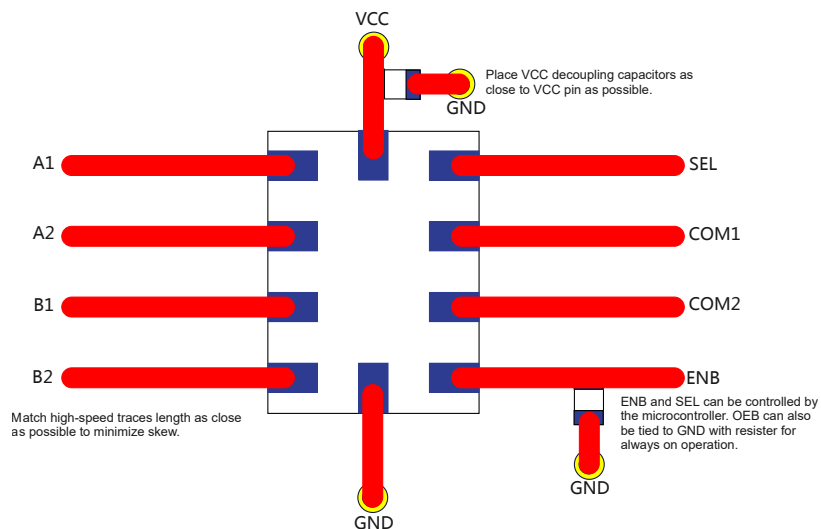 VCC
Place VCC decoupling capacitors as
close to VCC pin as possible.
GND
A1
SEL
A2
COM1
B1
COM2
B2
ENB
Match high-speed traces length as close
as possible to minimize skew.
ENB and SEL can be controlled by
the microcontroller. OEB can also
be tied to GND with resister for
always on operation.
GND
GND